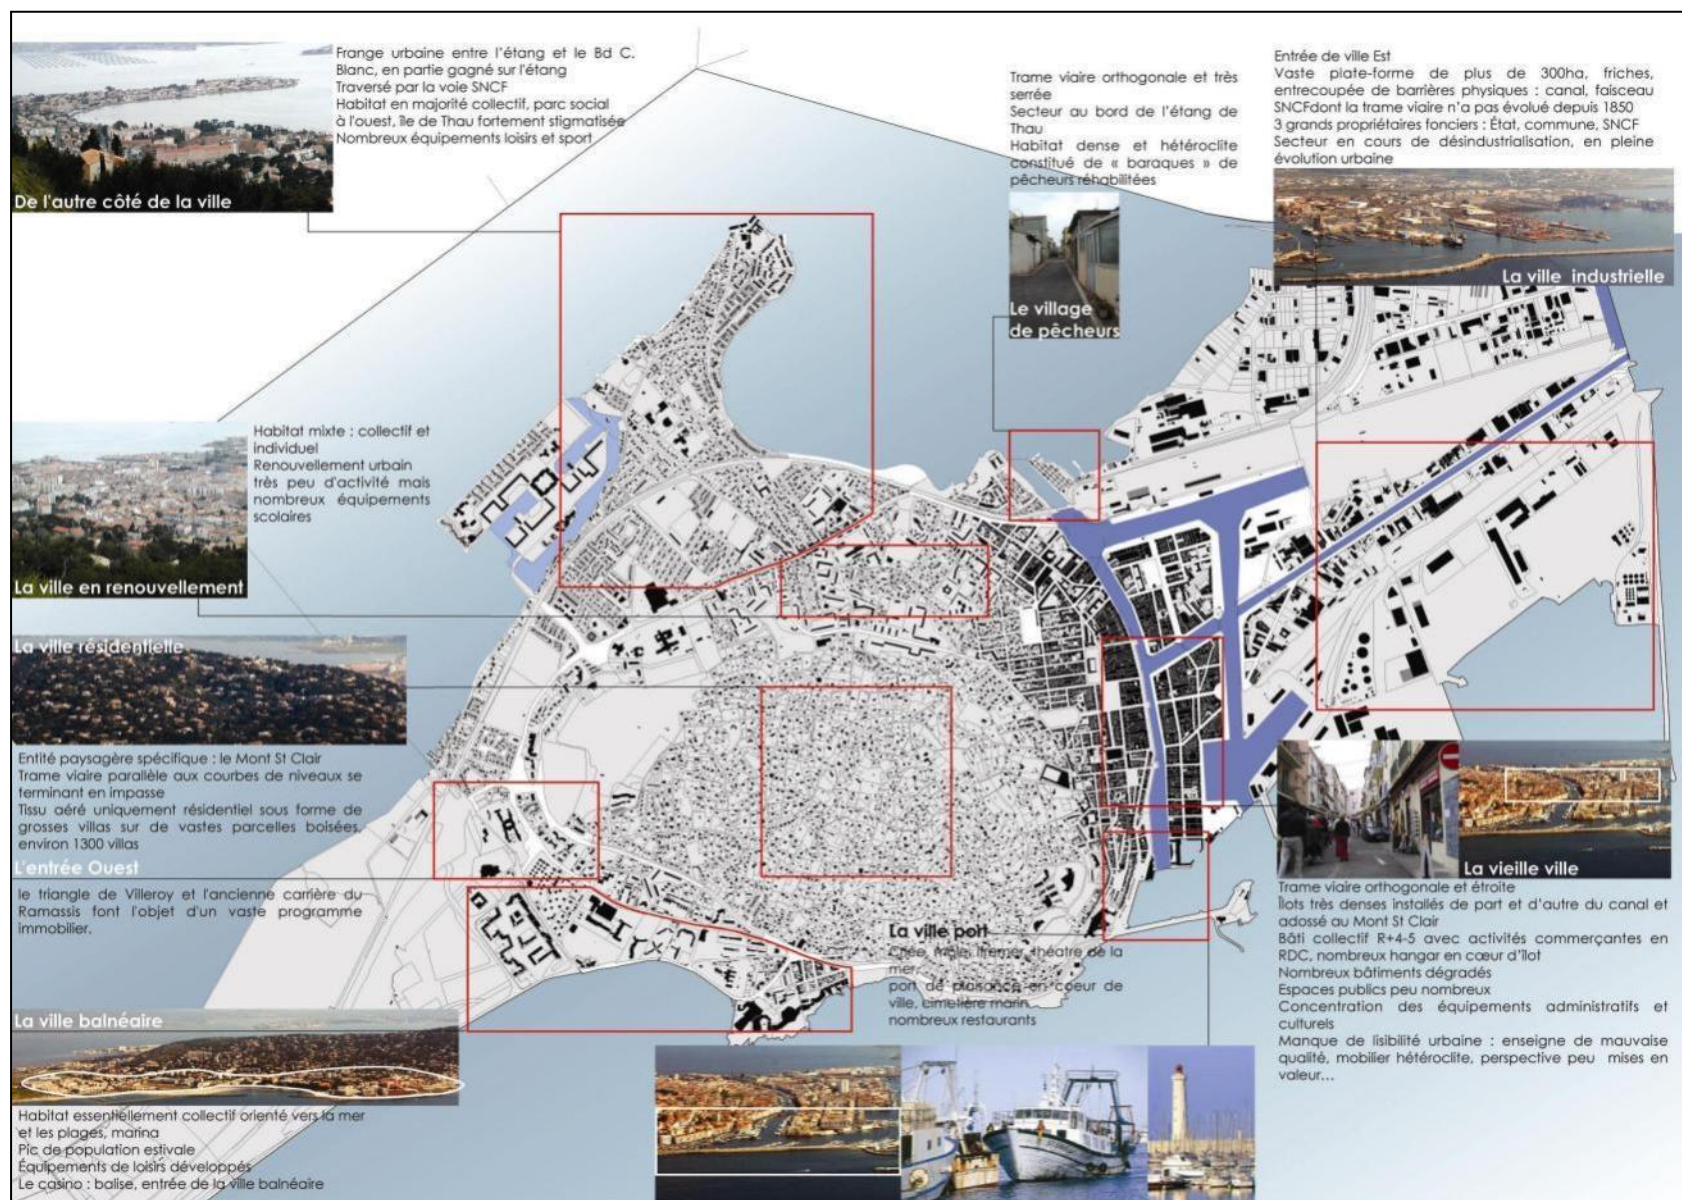 Frange urbaine entre l'étang et le Bd C.
Blanc, en partie gagné sur l'étang
Traversé par la voie SNCF
Habitat en majorité collectif, parc social
à l'ouest, île de Thau fortement stigmatisée
Nombreux équipements loisirs et sport
De l'autre côté de la ville
Trame viaire orthogonale et très
serrée
Secteur au bord de l'étang de
Thau
Habitat dense et hétéroclite
constitué de « baraques » de
pêcheurs réhabilitées
Le village
de pêcheurs
Entrée de ville Est
Vaste plate-forme de plus de 300ha, friches,
entrecoupée de barrières physiques : canal, faisceau
SNCFdont la trame viaire n'a pas évolué depuis 1850
3 grands propriétaires fonciers : État, commune, SNCF
Secteur en cours de désindustrialisation, en pleine
évolution urbaine
La ville industrielle
Habitat mixte : collectif et
individuel
Renouvellement urbain
très peu d'activité mais
nombreux équipements
scolaires
La ville en renouvellement
La ville résidentielle
Entité paysagère spécifique : le Mont St Clair
Trame viaire parallèle aux courbes de niveaux se
terminant en impasse
Tissu aéré uniquement résidentiel sous forme de
grosses villas sur de vastes parcelles boisées,
environ 1300 villas
L'entrée Ouest
le triangle de Villeroy et l'ancienne carrière du
Ramassis font l'objet d'un vaste programme
immobilier.
La ville balnéaire
Habitat essentiellement collectif orienté vers la mer
et les plages, marina
Pic de population estivale
Équipements de loisirs développés
Le casino : balise, entrée de la ville balnéaire
La ville port
Criée, môle, Ifremer, théatre de la
mer,
port de plaisance en coeur de
ville, cimetière marin
nombreux restaurants
La vieille ville
Trame viaire orthogonale et étroite
Îlots très denses installés de part et d'autre du canal et
adossé au Mont St Clair
Bâti collectif R+4-5 avec activités commerçantes en
RDC, nombreux hangar en cœur d'îlot
Nombreux bâtiments dégradés
Espaces publics peu nombreux
Concentration des équipements administratifs et
culturels
Manque de lisibilité urbaine : enseigne de mauvaise
qualité, mobilier hétéroclite, perspective peu mises en
valeur...